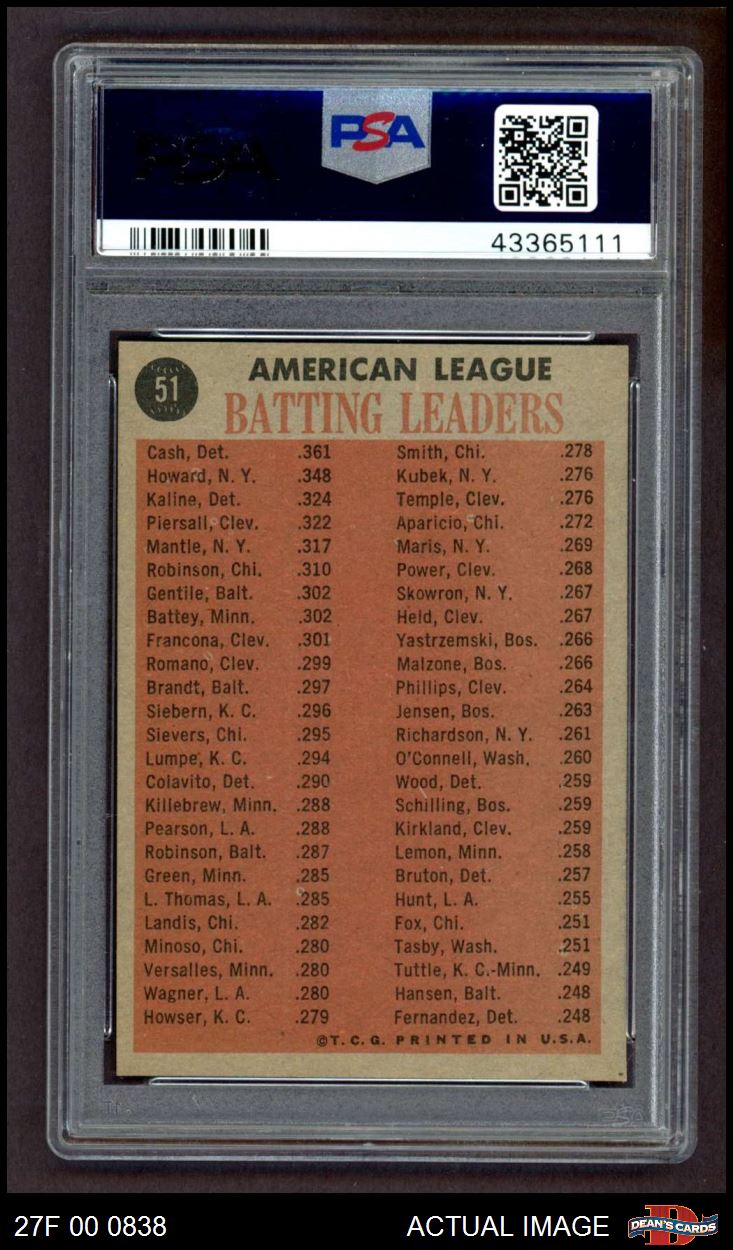 PSA
PSA
43365111
51
AMERICAN LEAGUE
BATTING LEADERS
Cash, Det. .361
Howard, N. Y. .348
Kaline, Det. .324
Piersall, Clev. .322
Mantle, N. Y. .317
Robinson, Chi. .310
Gentile, Balt. .302
Battey, Minn. .302
Francona, Clev. .301
Romano, Clev. .299
Brandt, Balt. .297
Siebern, K. C. .296
Sievers, Chi. .295
Lumpe, K. C. .294
Colavito, Det. .290
Killebrew, Minn. .288
Pearson, L. A. .288
Robinson, Balt. .287
Green, Minn. .285
L. Thomas, L. A. .285
Landis, Chi. .282
Minoso, Chi. .280
Versalles, Minn. .280
Wagner, L. A. .280
Howser, K. C. .279
Smith, Chi. .278
Kubek, N. Y. .276
Temple, Clev. .276
Aparicio, Chi. .272
Maris, N. Y. .269
Power, Clev. .268
Skowron, N. Y. .267
Held, Clev. .267
Yastrzemski, Bos. .266
Malzone, Bos. .266
Phillips, Clev. .264
Jensen, Bos. .263
Richardson, N. Y. .261
O'Connell, Wash. .260
Wood, Det. .259
Schilling, Bos. .259
Kirkland, Clev. .259
Lemon, Minn. .258
Bruton, Det. .257
Hunt, L. A. .255
Fox, Chi. .251
Tasby, Wash. .251
Tuttle, K. C.-Minn. .249
Hansen, Balt. .248
Fernandez, Det. .248
©T. C. G. PRINTED IN U.S.A.
PSA
27F 00 0838
ACTUAL IMAGE
DEAN'S CARDS